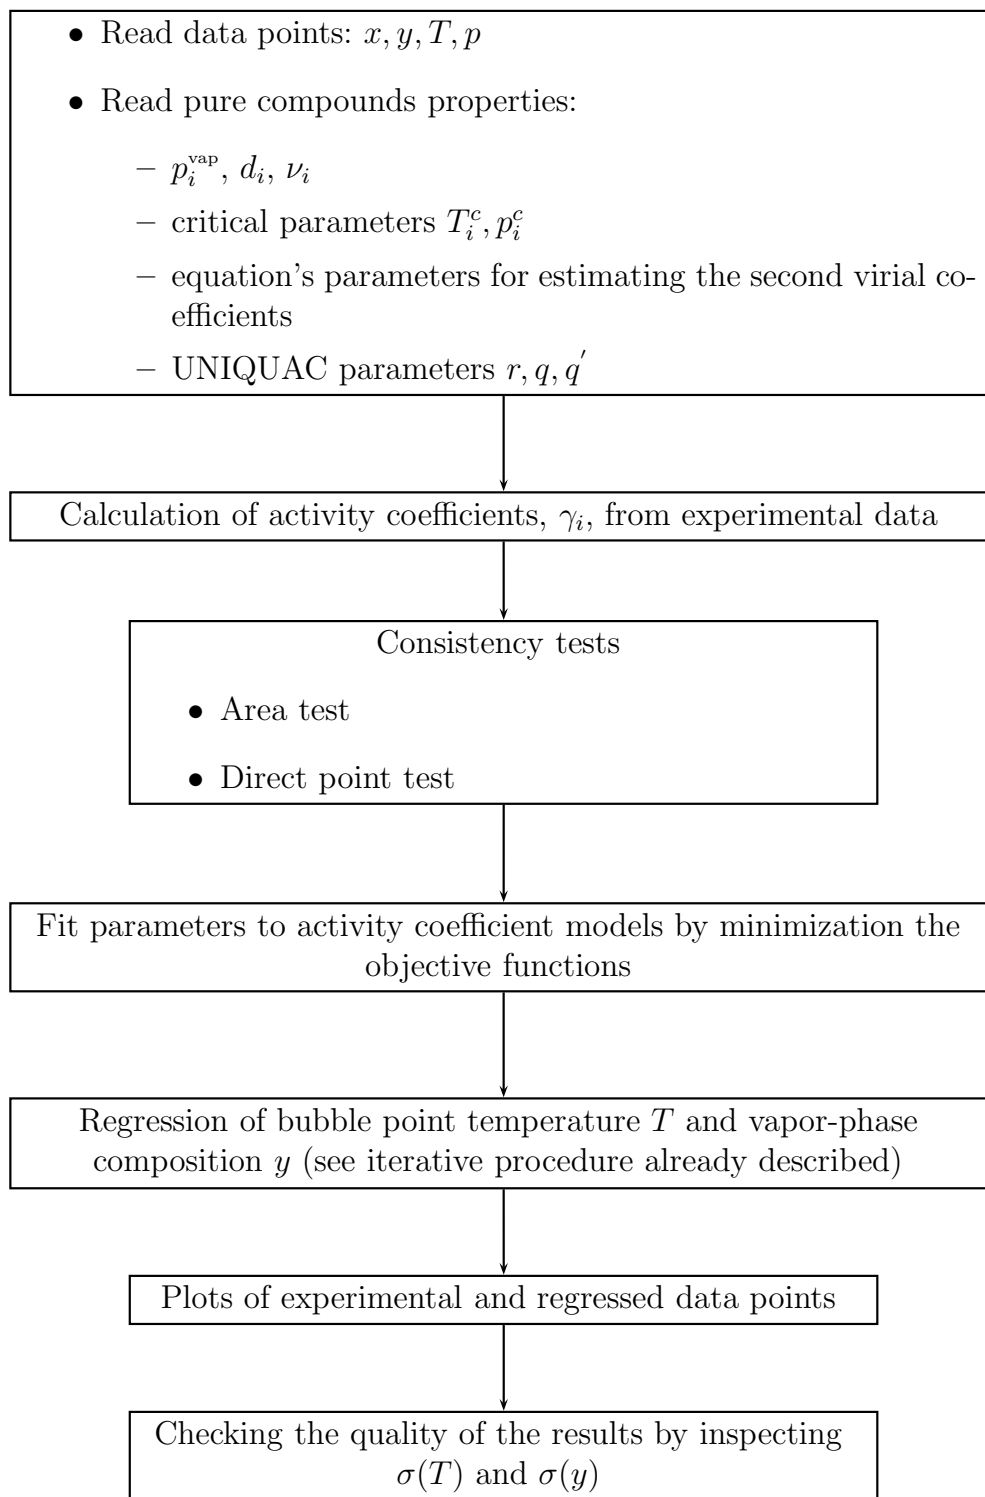 • Read data points: x, y, T, p
• Read pure compounds properties:
– p_i^vap, d_i, ν_i
– critical parameters T_i^c, p_i^c
– equation's parameters for estimating the second virial co-
efficients
– UNIQUAC parameters r, q, q′
Calculation of activity coefficients, γ_i, from experimental data
Consistency tests
• Area test
• Direct point test
Fit parameters to activity coefficient models by minimization the
objective functions
Regression of bubble point temperature T and vapor-phase
composition y (see iterative procedure already described)
Plots of experimental and regressed data points
Checking the quality of the results by inspecting
σ(T) and σ(y)